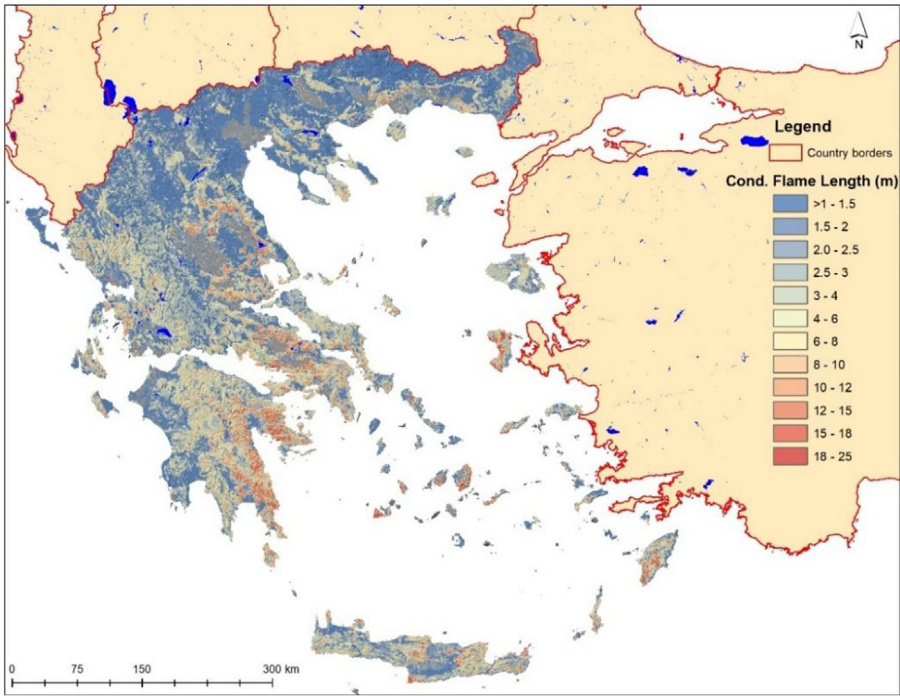 N
Legend
Country borders
Cond. Flame Length (m)
>1 - 1.5
1.5 - 2
2.0 - 2.5
2.5 - 3
3 - 4
4 - 6
6 - 8
8 - 10
10 - 12
12 - 15
15 - 18
18 - 25
0 75 150 300 km